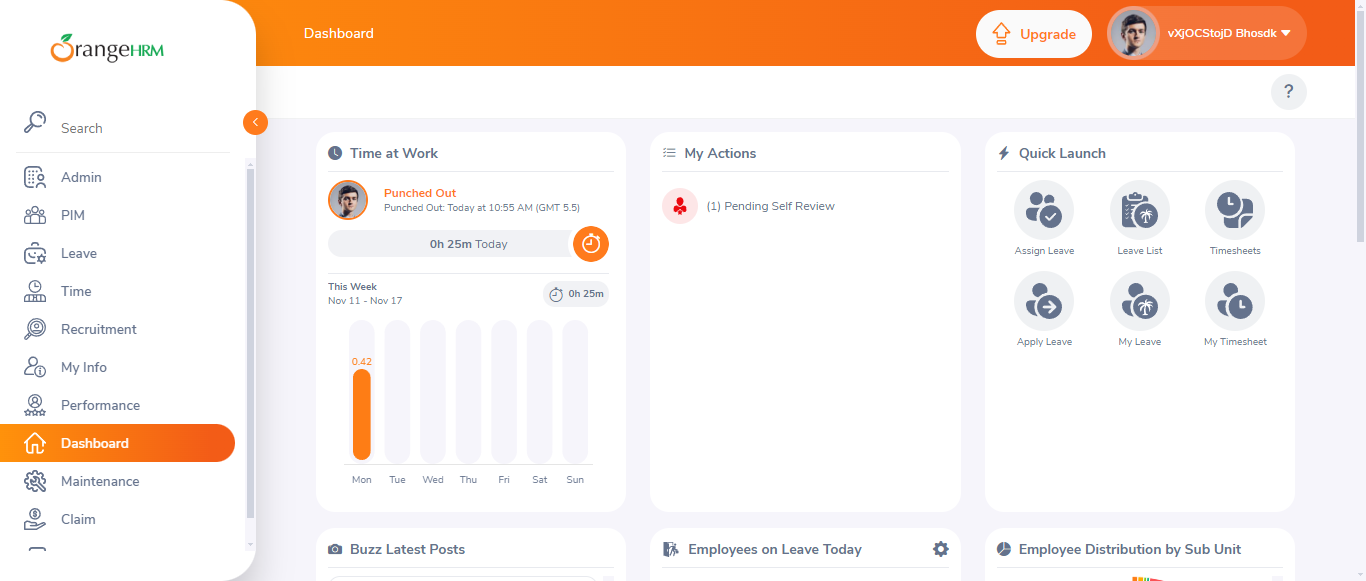 OrangeHRM
Dashboard
Upgrade
vXjOCStojD Bhosdk
?
Search
Admin
PIM
Leave
Time
Recruitment
My Info
Performance
Dashboard
Maintenance
Claim
Time at Work
Punched Out
Punched Out: Today at 10:55 AM (GMT 5.5)
0h 25m Today
This Week
Nov 11 - Nov 17
0h 25m
0.42
Mon Tue Wed Thu Fri Sat Sun
My Actions
(1) Pending Self Review
Quick Launch
Assign Leave
Leave List
Timesheets
Apply Leave
My Leave
My Timesheet
Buzz Latest Posts
Employees on Leave Today
Employee Distribution by Sub Unit